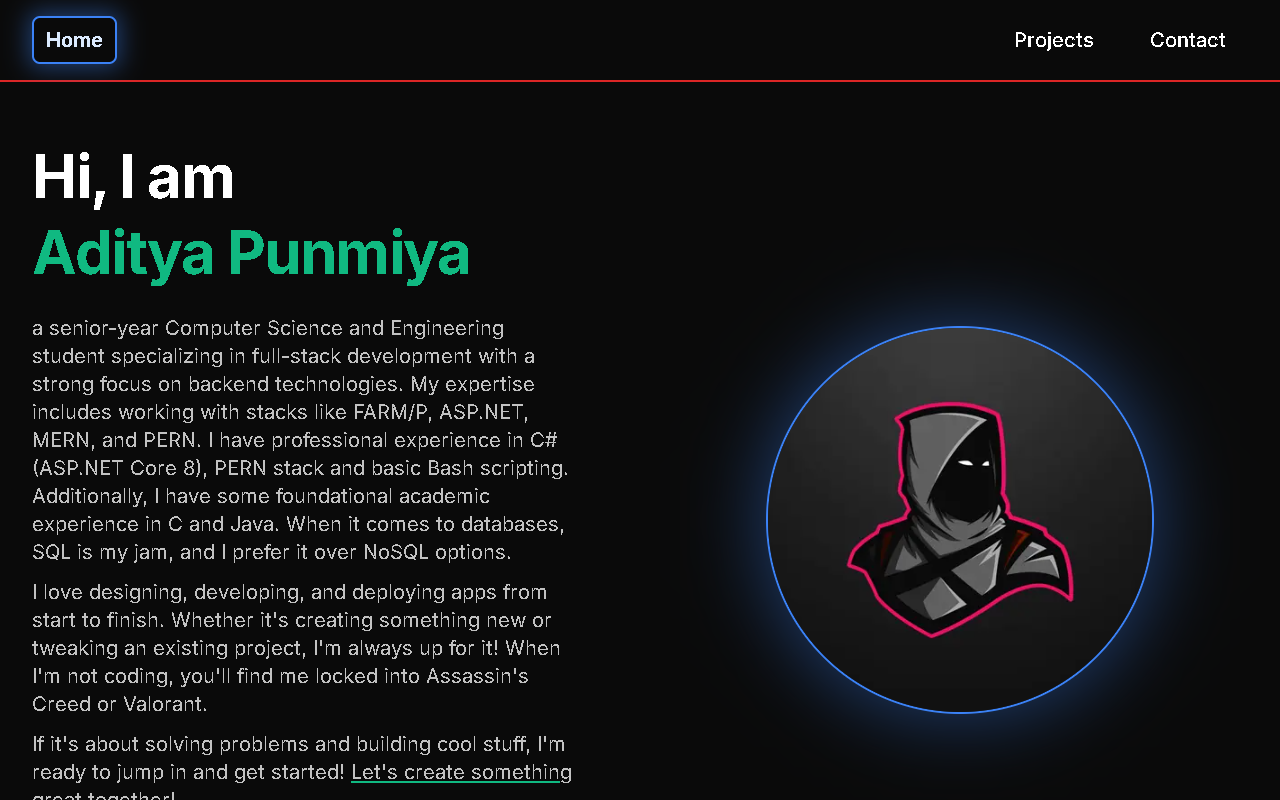 Home
Projects
Contact
Hi, I am
Aditya Punmiya
a senior-year Computer Science and Engineering
student specializing in full-stack development with a
strong focus on backend technologies. My expertise
includes working with stacks like FARM/P, ASP.NET,
MERN, and PERN. I have professional experience in C#
(ASP.NET Core 8), PERN stack and basic Bash scripting.
Additionally, I have some foundational academic
experience in C and Java. When it comes to databases,
SQL is my jam, and I prefer it over NoSQL options.
I love designing, developing, and deploying apps from
start to finish. Whether it's creating something new or
tweaking an existing project, I'm always up for it! When
I'm not coding, you'll find me locked into Assassin's
Creed or Valorant.
If it's about solving problems and building cool stuff, I'm
ready to jump in and get started! Let's create something
great together!